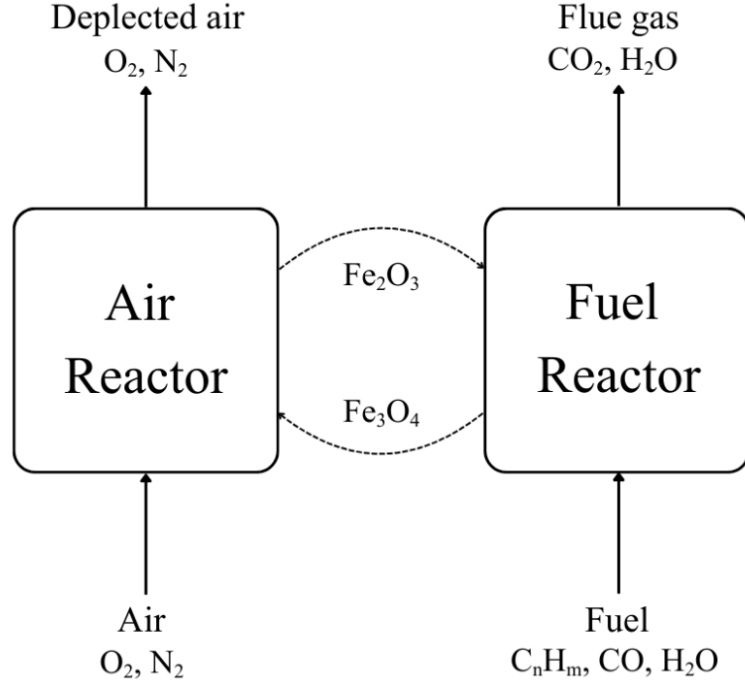 Deplected air
O₂, N₂
Flue gas
CO₂, H₂O
Air
Reactor
Fe₂O₃
Fe₃O₄
Fuel
Reactor
Air
O₂, N₂
Fuel
CₙHₘ, CO, H₂O